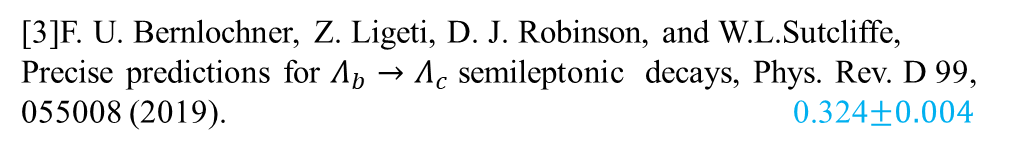 [3]F. U. Bernlochner, Z. Ligeti, D. J. Robinson, and W.L.Sutcliffe,
Precise predictions for Λb → Λc semileptonic decays, Phys. Rev. D 99,
055008 (2019). 0.324±0.004